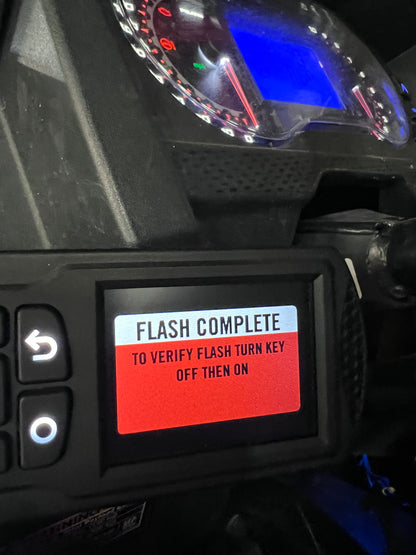 FLASH COMPLETE
TO VERIFY FLASH TURN KEY
OFF THEN ON